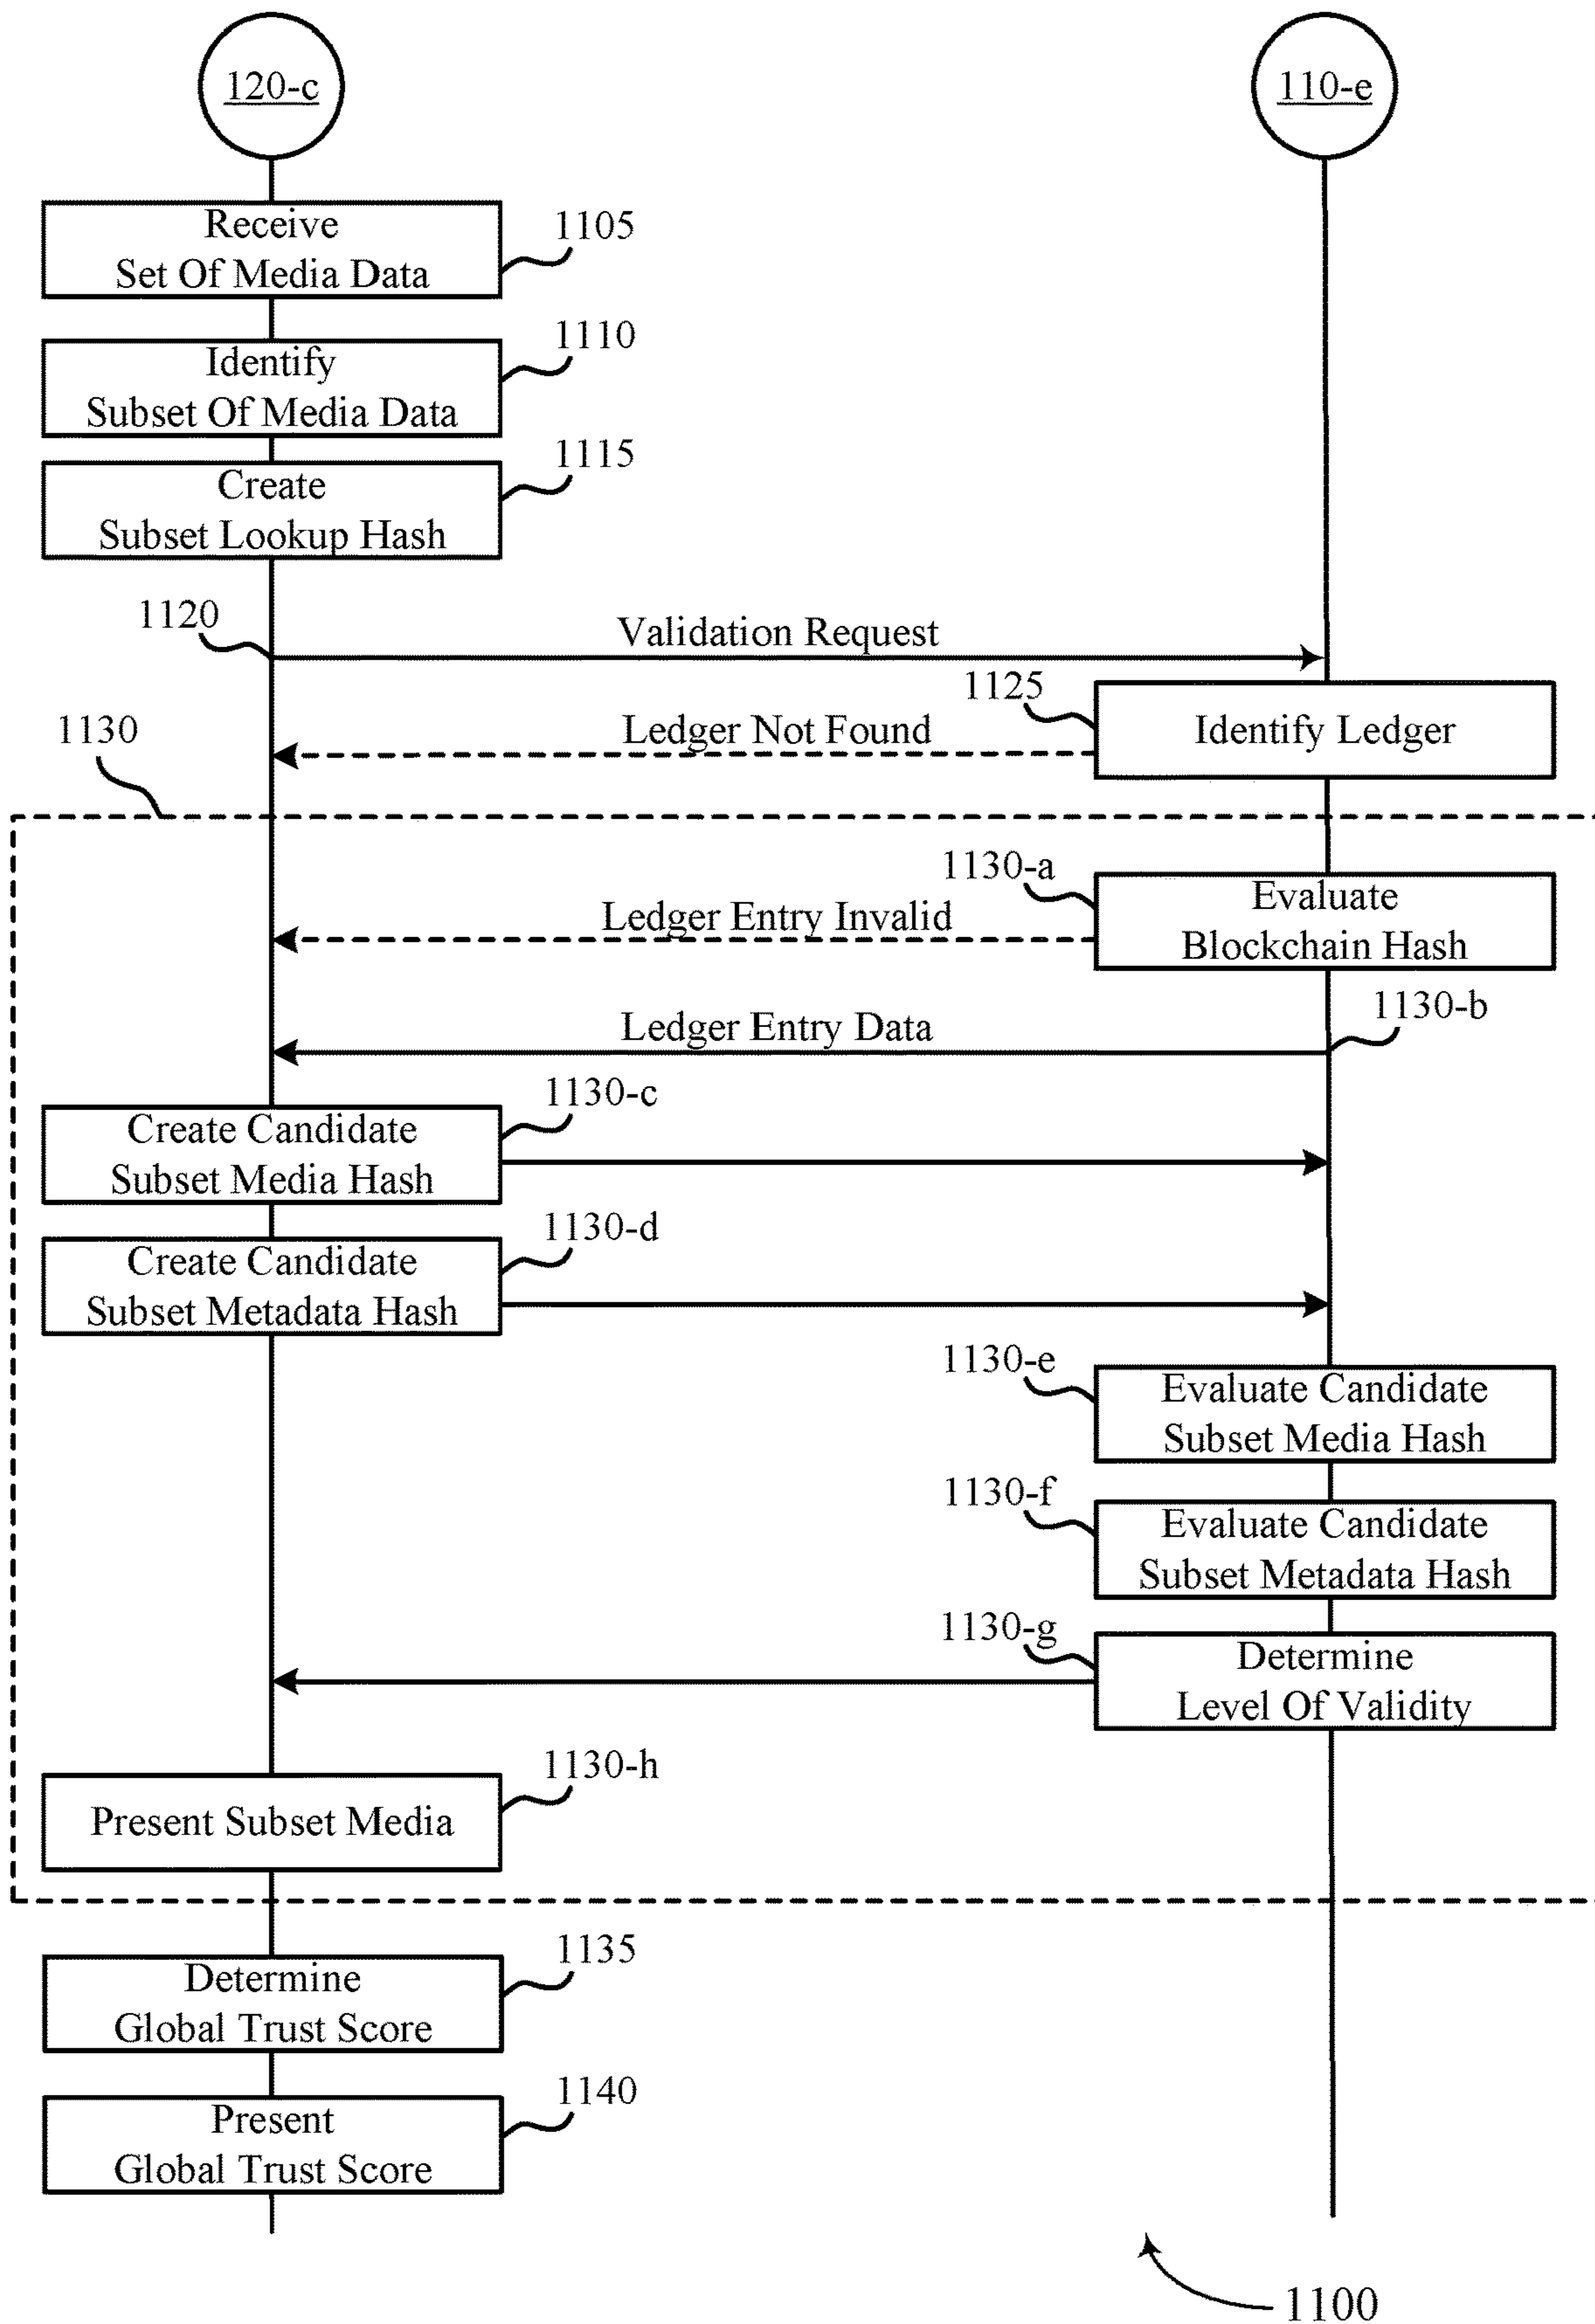 120-c
110-e
Receive
Set Of Media Data
1105
Identify
Subset Of Media Data
1110
Create
Subset Lookup Hash
1115
1120
Validation Request
1125
Identify Ledger
Ledger Not Found
1130
1130-a
Evaluate
Blockchain Hash
Ledger Entry Invalid
1130-b
Ledger Entry Data
1130-c
Create Candidate
Subset Media Hash
1130-d
Create Candidate
Subset Metadata Hash
1130-e
Evaluate Candidate
Subset Media Hash
1130-f
Evaluate Candidate
Subset Metadata Hash
1130-g
Determine
Level Of Validity
1130-h
Present Subset Media
1135
Determine
Global Trust Score
1140
Present
Global Trust Score
1100